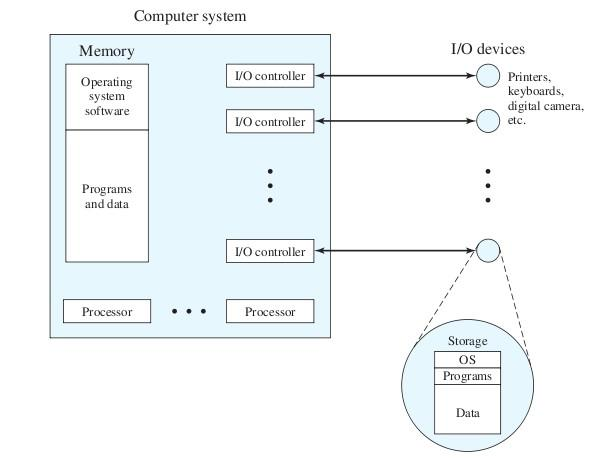 Computer system
Memory
Operating
system
software
Programs
and data
I/O controller
I/O controller
I/O controller
Processor
Processor
I/O devices
Printers,
keyboards,
digital camera,
etc.
Storage
OS
Programs
Data